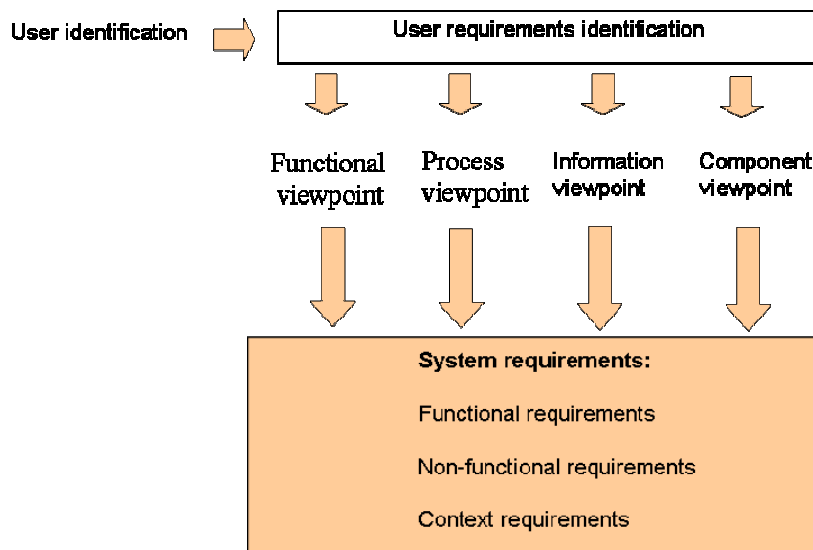 User identification
User requirements identification
Functional
viewpoint
Process
viewpoint
Information
viewpoint
Component
viewpoint
System requirements:
Functional requirements
Non-functional requirements
Context requirements